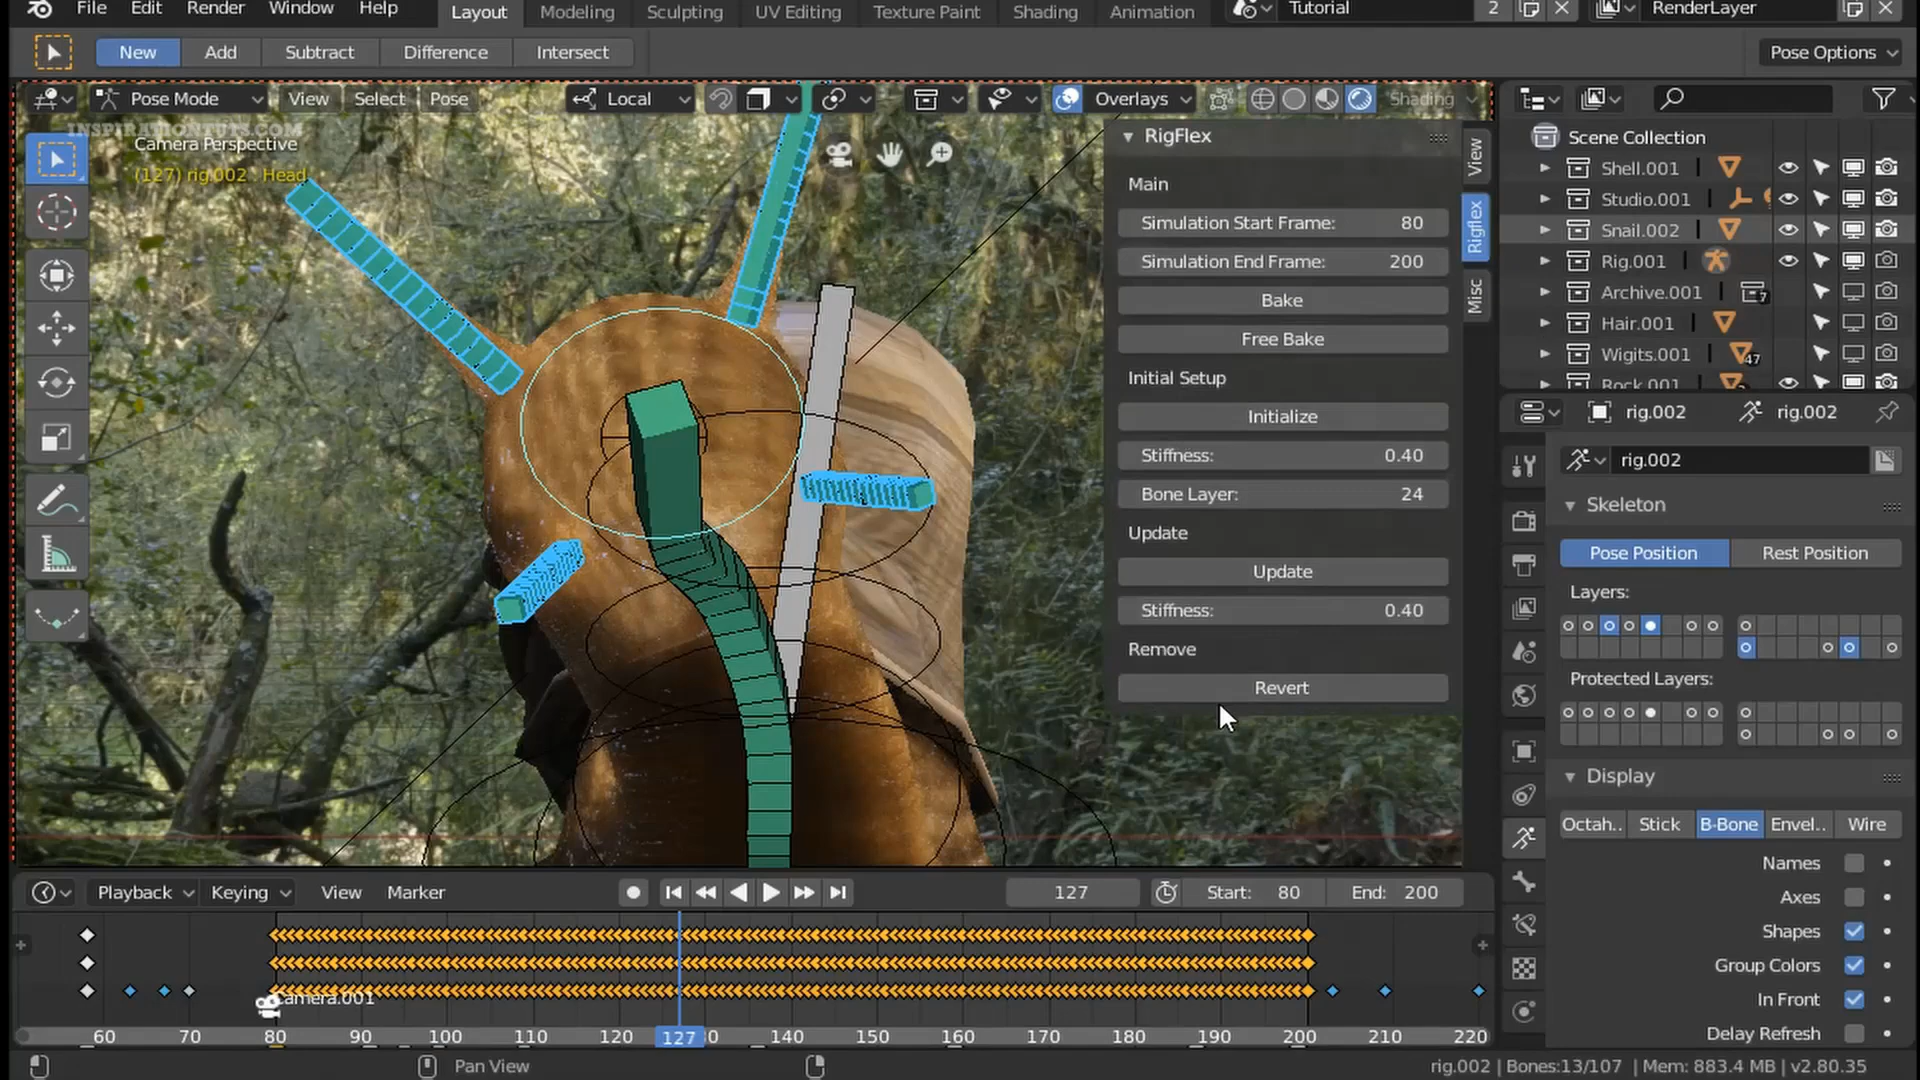 File Edit Render Window Help Layout Modeling Sculpting UV Editing Texture Paint Shading Animation Tutorial 2 RenderLayer
New Add Subtract Difference Intersect Pose Options
Pose Mode View Select Pose Local Overlays Shading
INSPIRATIONTUTS.COM
Camera Perspective
(127) rig.002 : Head
RigFlex
Main
Simulation Start Frame: 80
Simulation End Frame: 200
Bake
Free Bake
Initial Setup
Initialize
Stiffness: 0.40
Bone Layer: 24
Update
Update
Stiffness: 0.40
Remove
Revert
View
Rigflex
Misc
Scene Collection
Shell.001
Studio.001
Snail.002
Rig.001
Archive.001 7
Hair.001
Wigits.001 47
Rock.001
rig.002 rig.002
rig.002
Skeleton
Pose Position Rest Position
Layers:
Protected Layers:
Display
Octah.. Stick B-Bone Envel.. Wire
Names
Axes
Shapes
Group Colors
In Front
Delay Refresh
Playback Keying View Marker 127 Start: 80 End: 200
Camera.001
60 70 80 90 100 110 120 127 30 140 150 160 170 180 190 200 210 220
Pan View
rig.002 | Bones:13/107 | Mem: 883.4 MB | v2.80.35